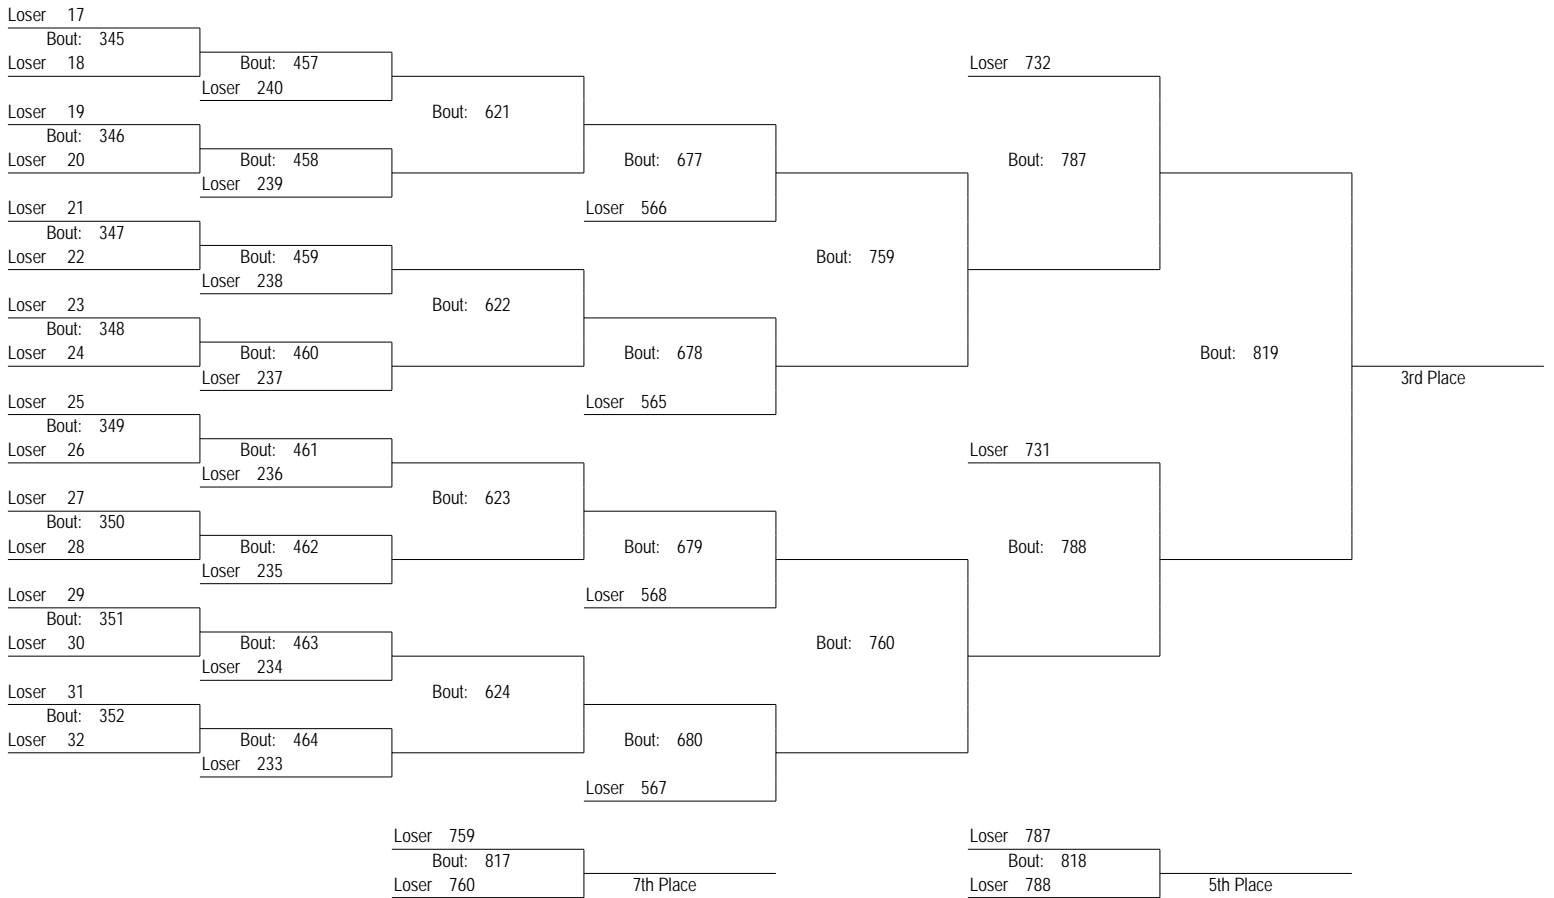 Loser 17
Bout: 345
Loser 18
Bout: 457
Loser 732
Loser 240
Loser 19
Bout: 621
Bout: 346
Loser 20
Bout: 458
Bout: 677
Bout: 787
Loser 239
Loser 21
Loser 566
Bout: 347
Loser 22
Bout: 459
Bout: 759
Loser 238
Loser 23
Bout: 622
Bout: 348
Loser 24
Bout: 460
Bout: 678
Bout: 819
Loser 237
3rd Place
Loser 25
Loser 565
Bout: 349
Loser 26
Bout: 461
Loser 731
Loser 236
Loser 27
Bout: 623
Bout: 350
Loser 28
Bout: 462
Bout: 679
Bout: 788
Loser 235
Loser 29
Loser 568
Bout: 351
Loser 30
Bout: 463
Bout: 760
Loser 234
Loser 31
Bout: 624
Bout: 352
Loser 32
Bout: 464
Bout: 680
Loser 233
Loser 567
Loser 759
Loser 787
Bout: 817
Bout: 818
Loser 760
7th Place
Loser 788
5th Place